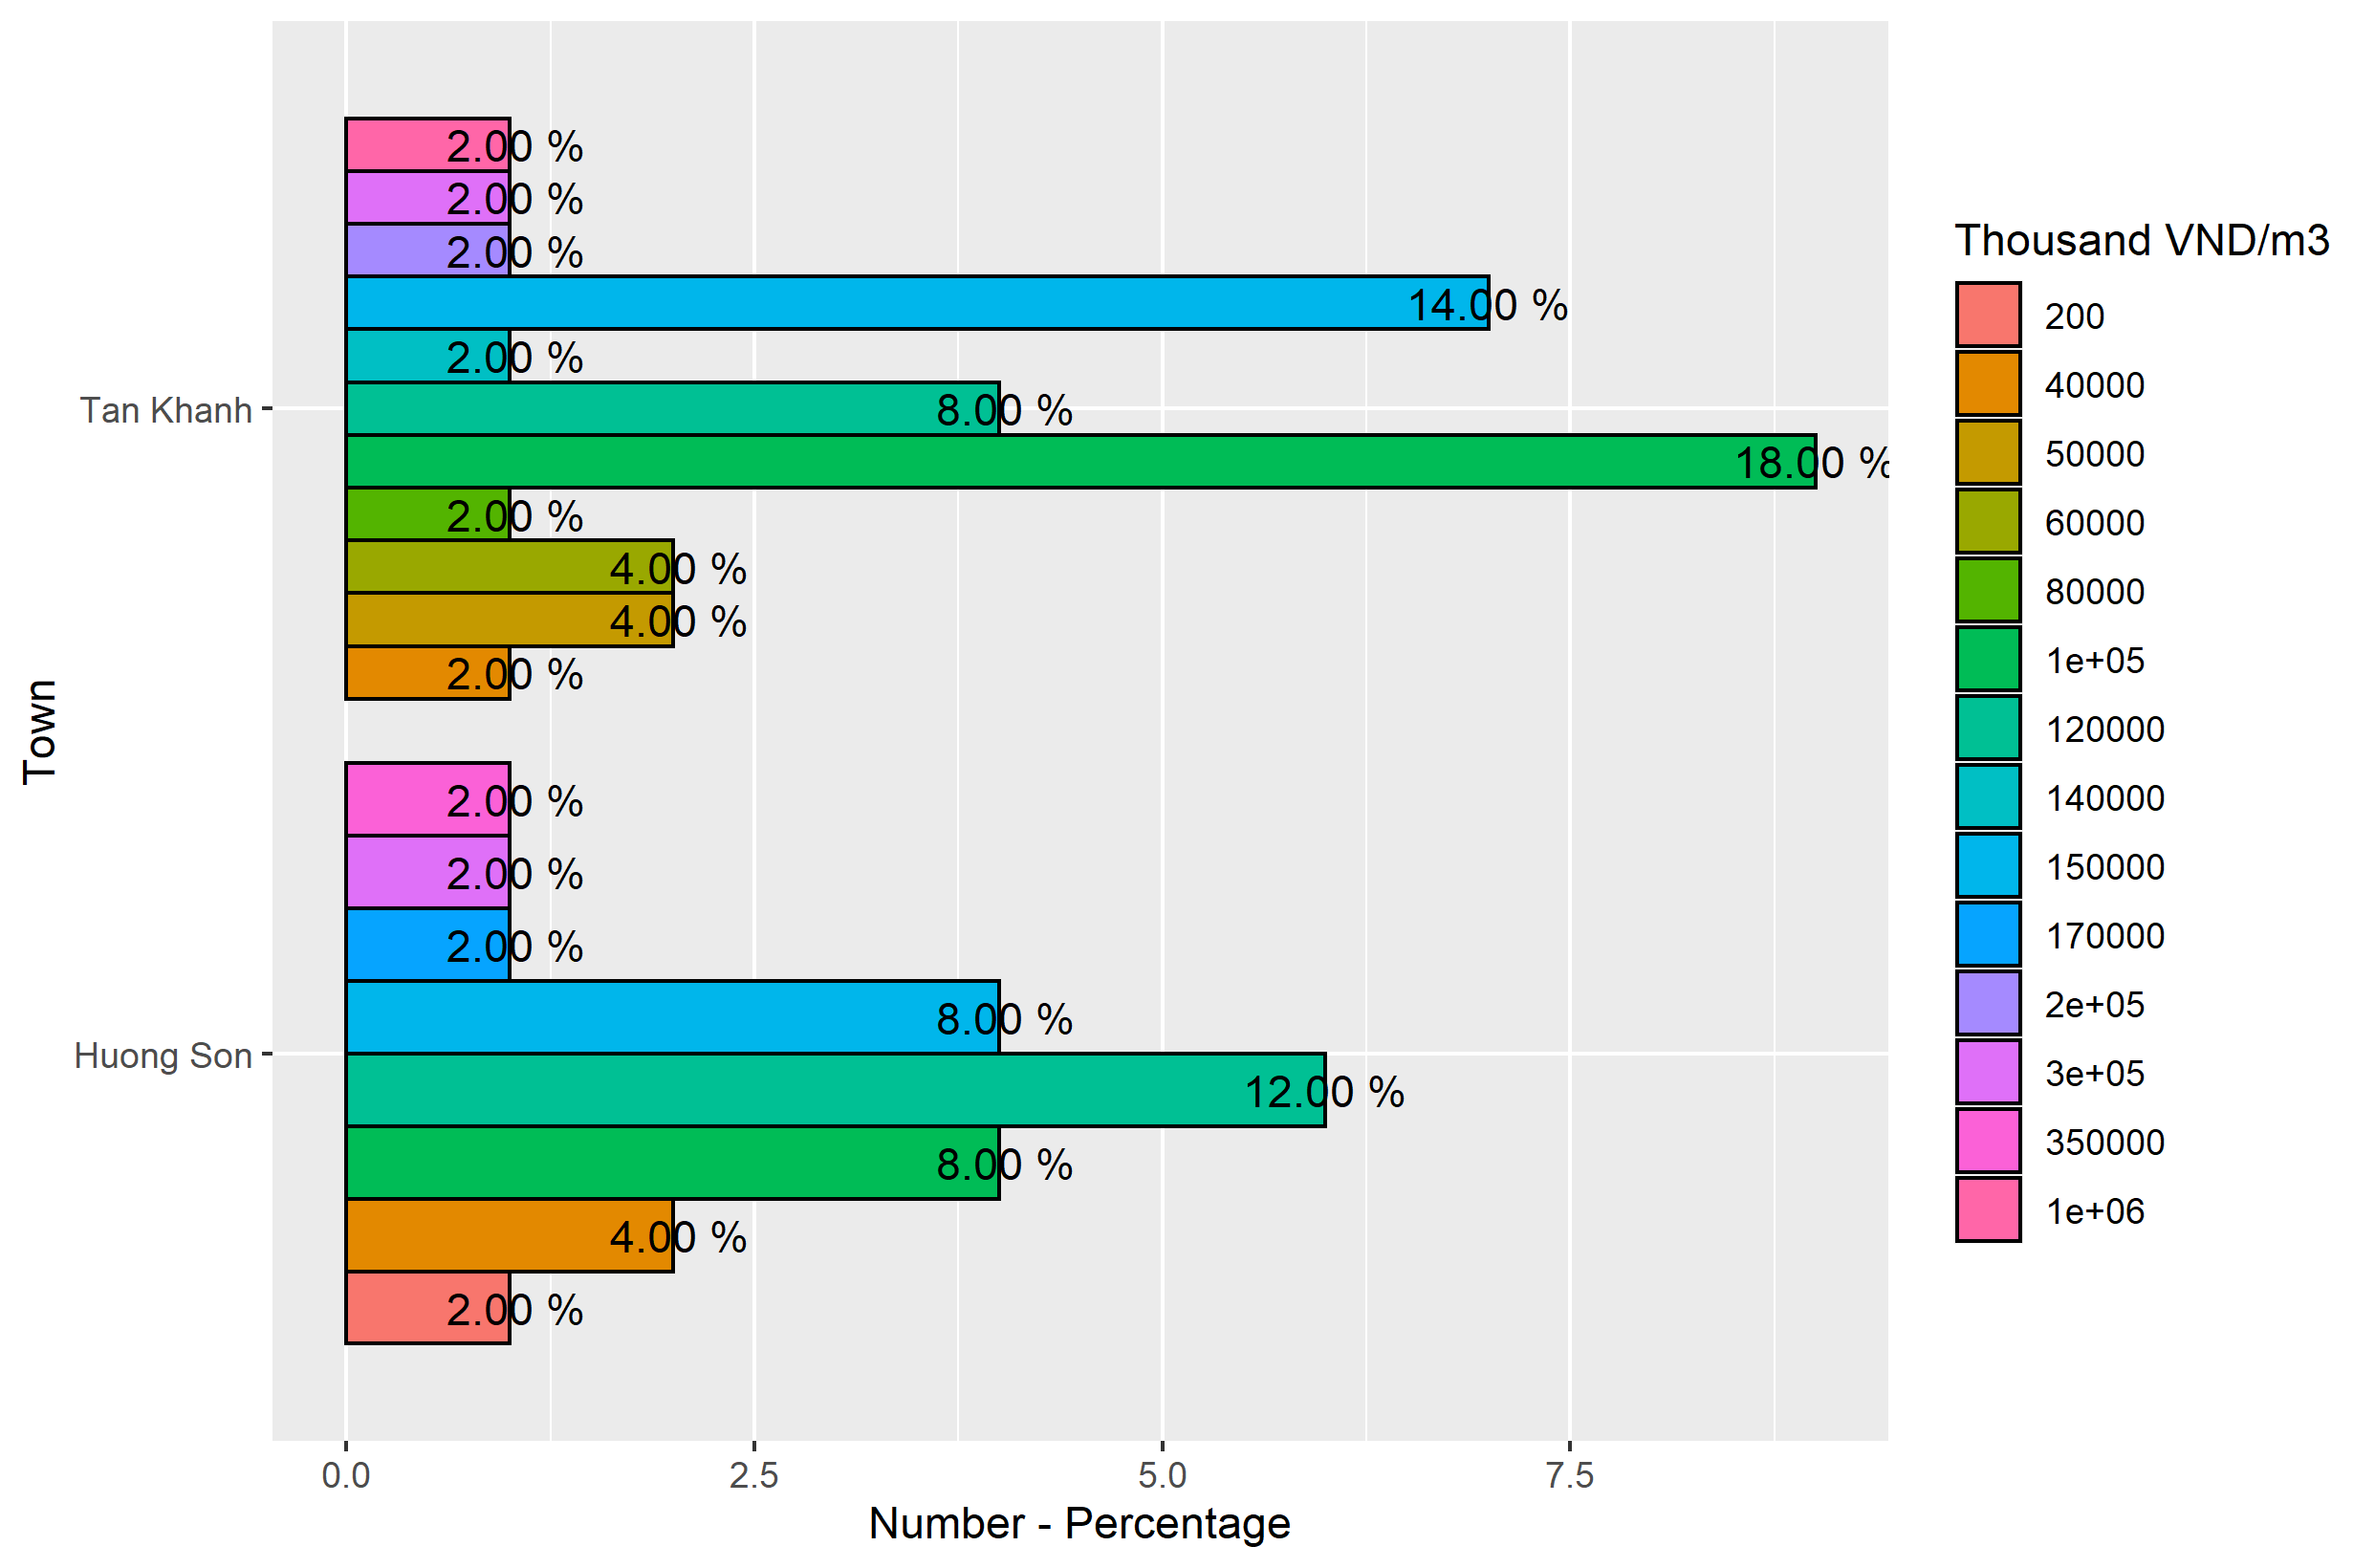 2.00 %
2.00 %
2.00 %
14.00 %
2.00 %
Tan Khanh
8.00 %
18.00 %
2.00 %
4.00 %
4.00 %
2.00 %
Town
2.00 %
2.00 %
2.00 %
8.00 %
Huong Son
12.00 %
8.00 %
4.00 %
2.00 %
0.0 2.5 5.0 7.5
Number - Percentage
Thousand VND/m3
200
40000
50000
60000
80000
1e+05
120000
140000
150000
170000
2e+05
3e+05
350000
1e+06